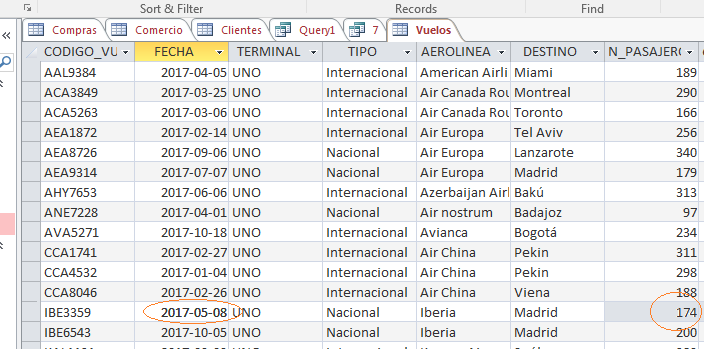 Sort & Filter Records Find
Compras Comercio Clientes Query1 7 Vuelos
CODIGO_VU FECHA TERMINAL TIPO AEROLINEA DESTINO N_PASAJERO
AAL9384 2017-04-05 UNO Internacional American Airli Miami 189
ACA3849 2017-03-25 UNO Internacional Air Canada Rou Montreal 290
ACA5263 2017-03-06 UNO Internacional Air Canada Rou Toronto 166
AEA1872 2017-02-14 UNO Internacional Air Europa Tel Aviv 256
AEA8726 2017-09-06 UNO Nacional Air Europa Lanzarote 340
AEA9314 2017-07-07 UNO Nacional Air Europa Madrid 179
AHY7653 2017-06-06 UNO Internacional Azerbaijan Airl Bakú 313
ANE7228 2017-04-01 UNO Nacional Air nostrum Badajoz 97
AVA5271 2017-10-18 UNO Internacional Avianca Bogotá 234
CCA1741 2017-02-27 UNO Internacional Air China Pekin 311
CCA4532 2017-01-04 UNO Internacional Air China Pekin 298
CCA8046 2017-02-26 UNO Internacional Air China Viena 188
IBE3359 2017-05-08 UNO Nacional Iberia Madrid 174
IBE6543 2017-10-05 UNO Nacional Iberia Madrid 200